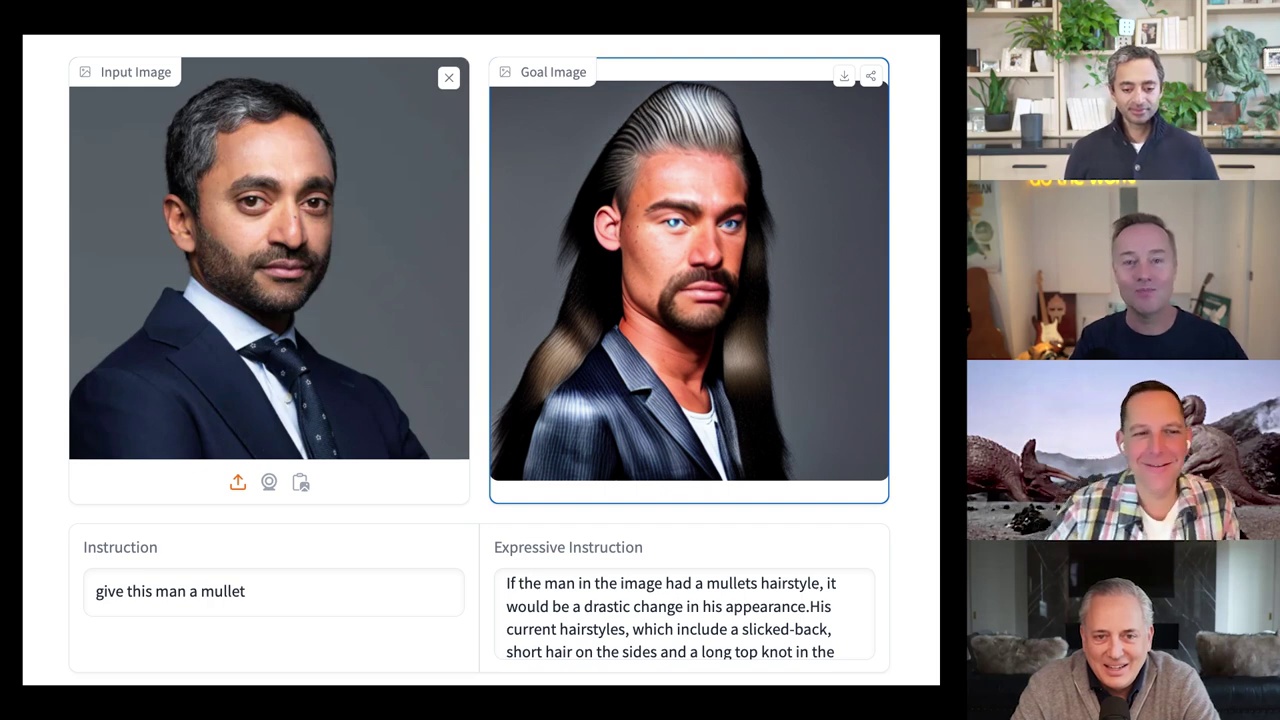 Input Image
Goal Image
Instruction
give this man a mullet
Expressive Instruction
If the man in the image had a mullets hairstyle, it
would be a drastic change in his appearance.His
current hairstyles, which include a slicked-back,
short hair on the sides and a long top knot in the
do the work